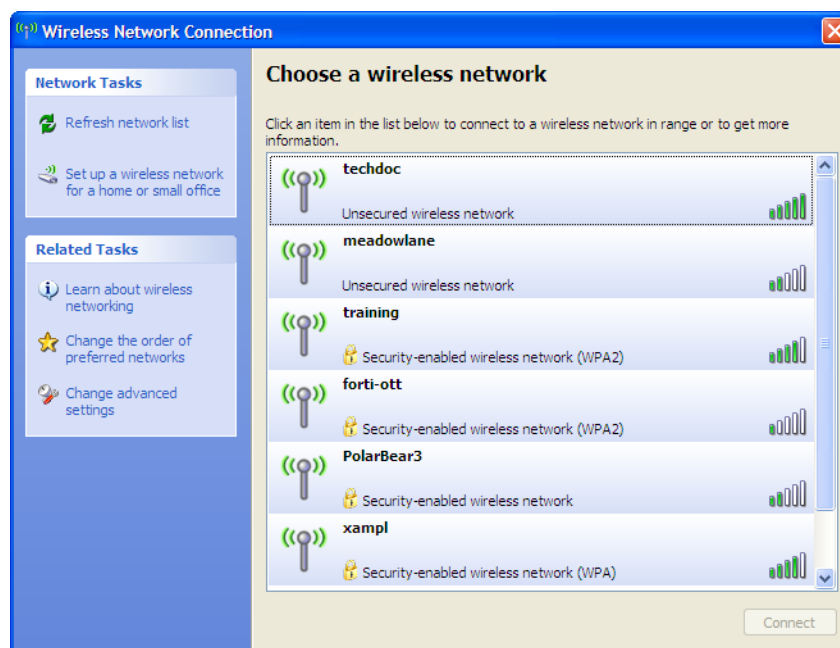 Wireless Network Connection
Network Tasks
Refresh network list
Set up a wireless network
for a home or small office
Related Tasks
Learn about wireless
networking
Change the order of
preferred networks
Change advanced
settings
Choose a wireless network
Click an item in the list below to connect to a wireless network in range or to get more
information.
techdoc
Unsecured wireless network
meadowlane
Unsecured wireless network
training
Security-enabled wireless network (WPA2)
forti-ott
Security-enabled wireless network (WPA2)
PolarBear3
Security-enabled wireless network
xampl
Security-enabled wireless network (WPA)
Connect